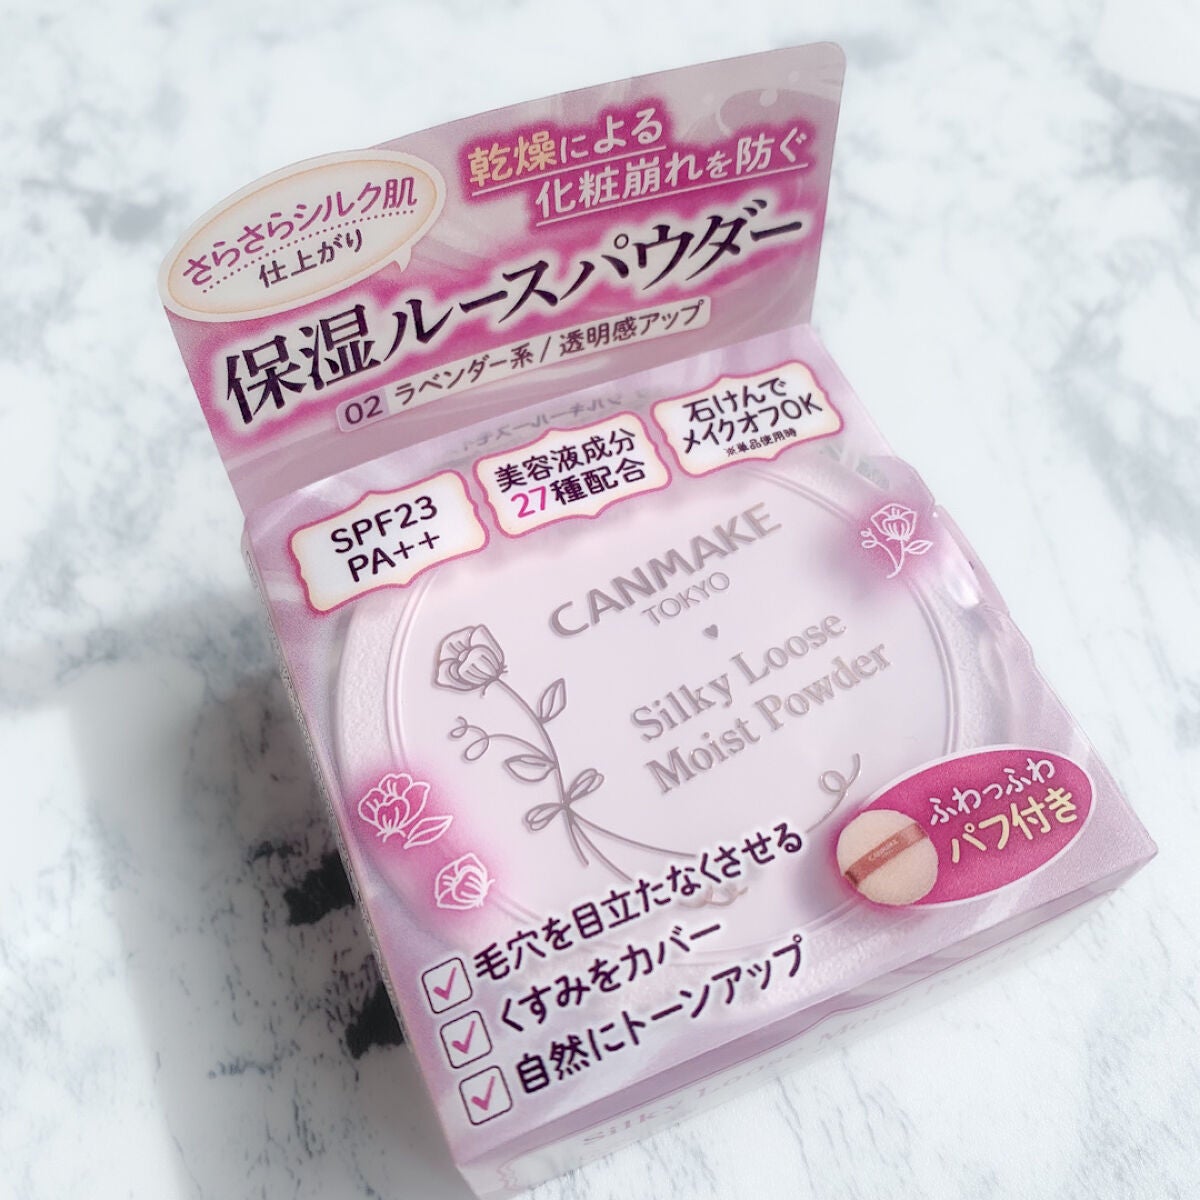 乾燥による
化粧崩れを防ぐ
さらさらシルク肌
仕上がり
保湿ルースパウダー
02 ラベンダー系 / 透明感アップ
SPF23
PA++
美容液成分
27種配合
石けんで
メイクオフOK
※単品使用時
CANMAKE
TOKYO
Silky Loose
Moist Powder
ふわっふわ
パフ付き
毛穴を目立たなくさせる
くすみをカバー
自然にトーンアップ